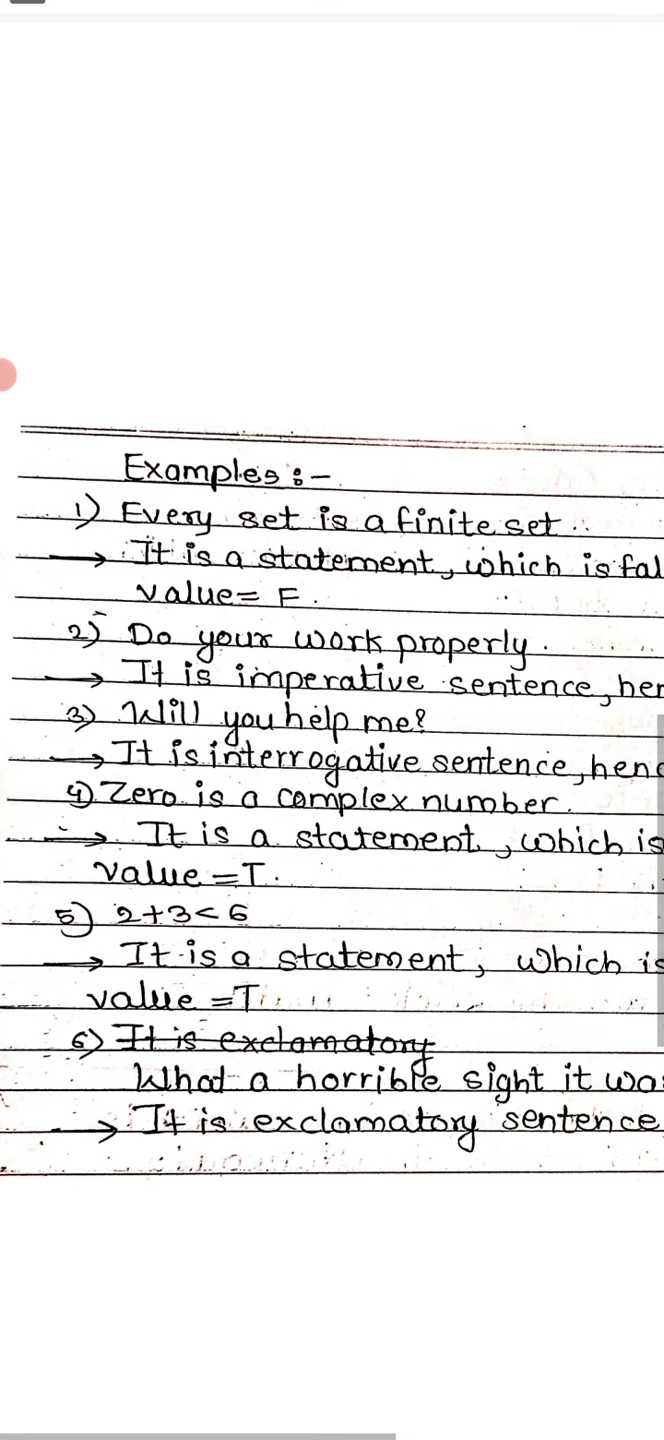 Examples :-
1) Every set is a finite set.
→ It is a statement, which is fal
value = F.
2) Do your work properly.
→ It is imperative sentence, hen
3) Will you help me?
→ It is interrogative sentence, henc
4) Zero is a complex number.
→ It is a statement, which is
value = T.
5) 2+3<6
→ It is a statement, which is
value = T
6) It is exclamatory
What a horrible sight it was
→ It is exclamatory sentence